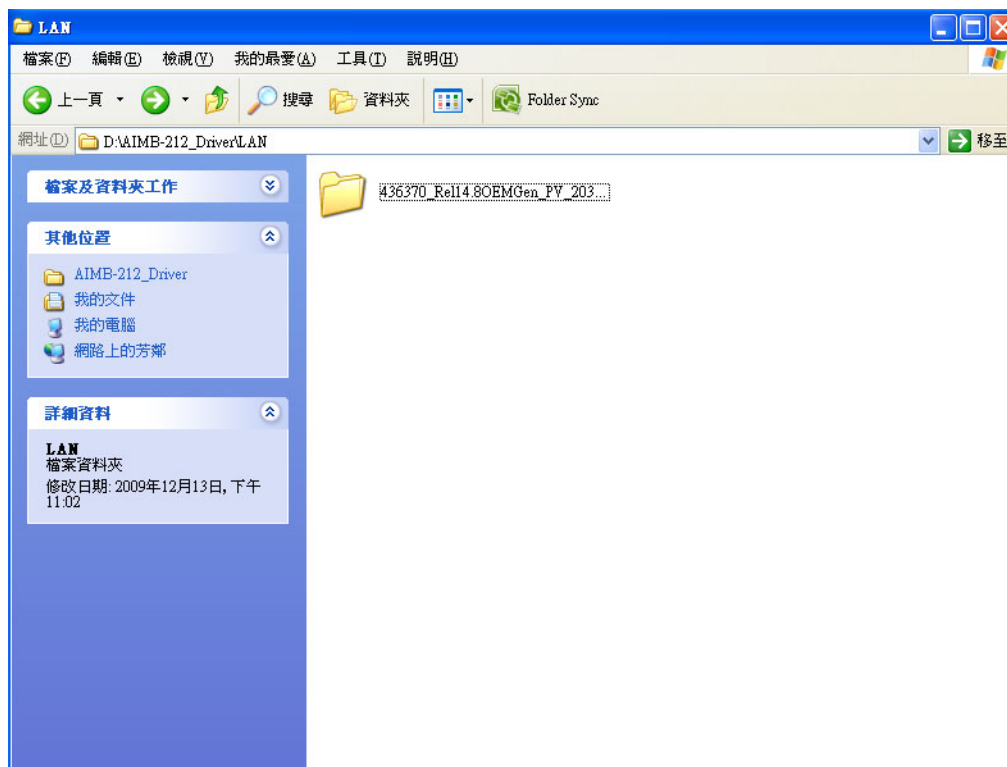 LAN
檔案(F) 編輯(E) 檢視(V) 我的最愛(A) 工具(T) 說明(H)
上一頁 搜尋 資料夾 Folder Sync
網址(D) D:\AIMB-212_Driver\LAN 移至
檔案及資料夾工作
436370_Rel14.8OEMGen_PV_203...
其他位置
AIMB-212_Driver
我的文件
我的電腦
網路上的芳鄰
詳細資料
LAN
檔案資料夾
修改日期: 2009年12月13日, 下午
11:02